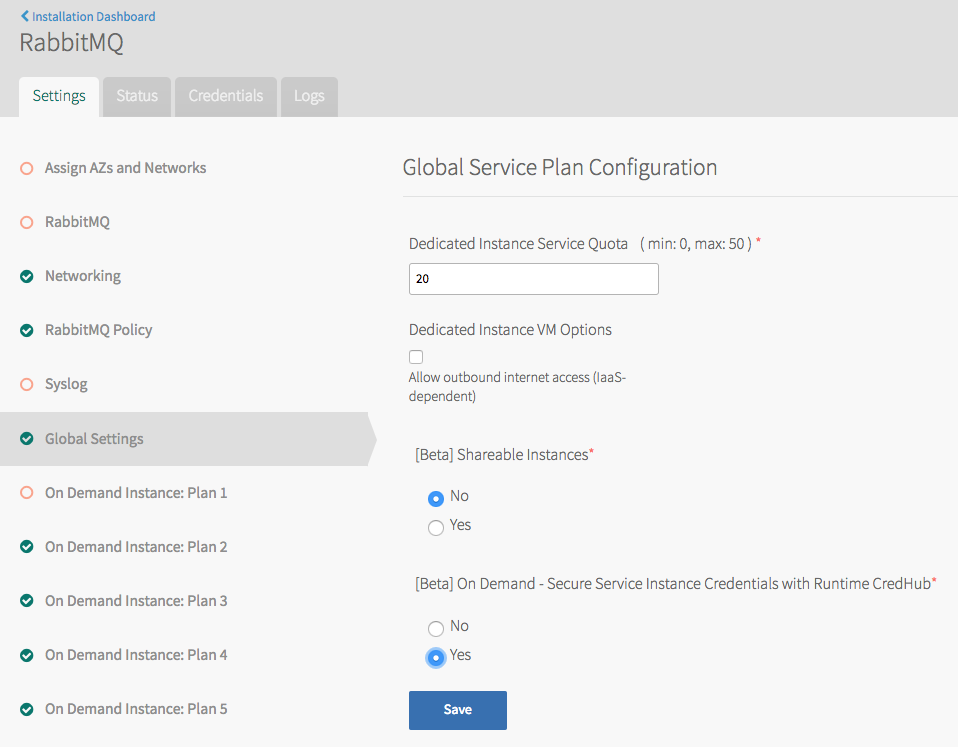 Installation Dashboard
RabbitMQ
Settings
Status
Credentials
Logs
Assign AZs and Networks
RabbitMQ
Networking
RabbitMQ Policy
Syslog
Global Settings
On Demand Instance: Plan 1
On Demand Instance: Plan 2
On Demand Instance: Plan 3
On Demand Instance: Plan 4
On Demand Instance: Plan 5
Global Service Plan Configuration
Dedicated Instance Service Quota ( min: 0, max: 50 ) *
20
Dedicated Instance VM Options
Allow outbound internet access (IaaS-
dependent)
[Beta] Shareable Instances*
No
Yes
[Beta] On Demand - Secure Service Instance Credentials with Runtime CredHub*
No
Yes
Save